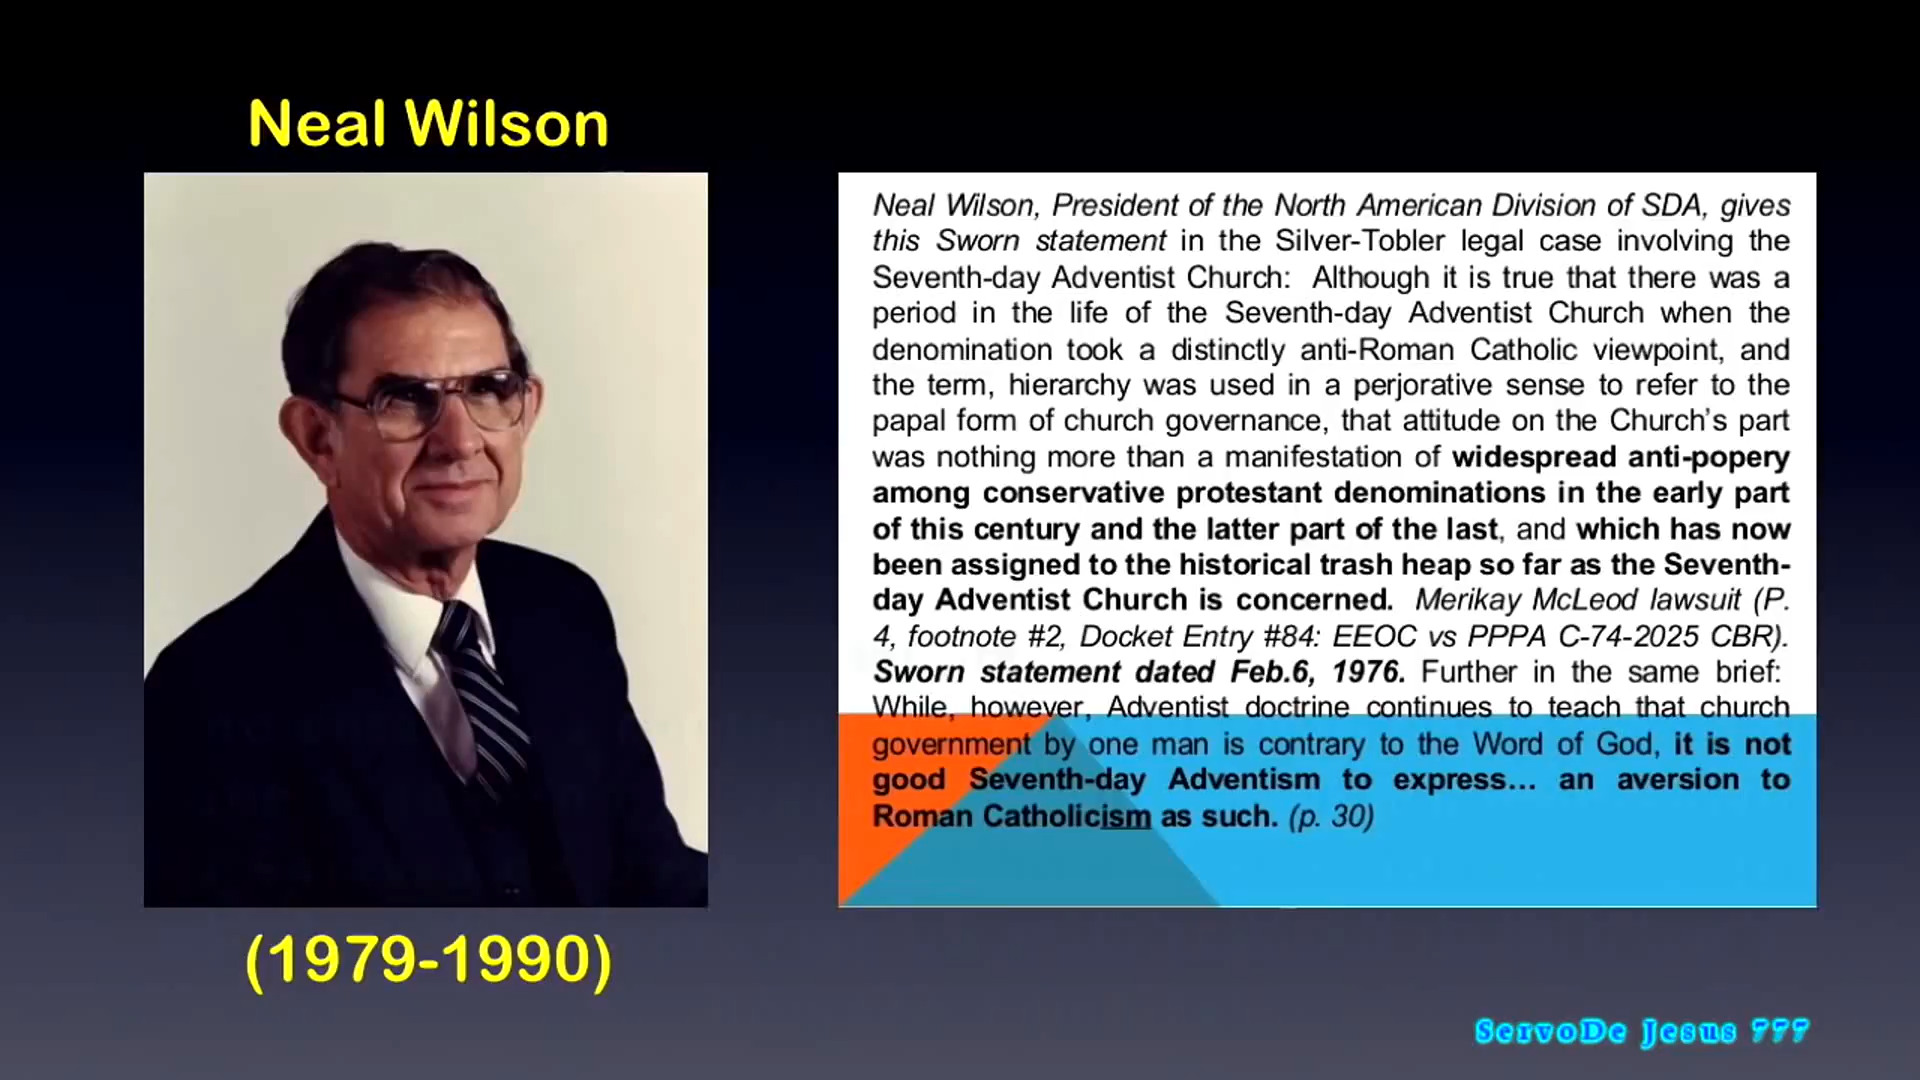 Neal Wilson
Neal Wilson, President of the North American Division of SDA, gives
this Sworn statement in the Silver-Tobler legal case involving the
Seventh-day Adventist Church:  Although it is true that there was a
period in the life of the Seventh-day Adventist Church when the
denomination took a distinctly anti-Roman Catholic viewpoint, and
the term, hierarchy was used in a perjorative sense to refer to the
papal form of church governance, that attitude on the Church's part
was nothing more than a manifestation of widespread anti-popery
among conservative protestant denominations in the early part
of this century and the latter part of the last, and which has now
been assigned to the historical trash heap so far as the Seventh-
day Adventist Church is concerned.  Merikay McLeod lawsuit (P.
4, footnote #2, Docket Entry #84: EEOC vs PPPA C-74-2025 CBR).
Sworn statement dated Feb.6, 1976. Further in the same brief:
While, however, Adventist doctrine continues to teach that church
government by one man is contrary to the Word of God, it is not
good Seventh-day Adventism to express… an aversion to
Roman Catholicism as such. (p. 30)
(1979-1990)
ServoDe Jesus 777